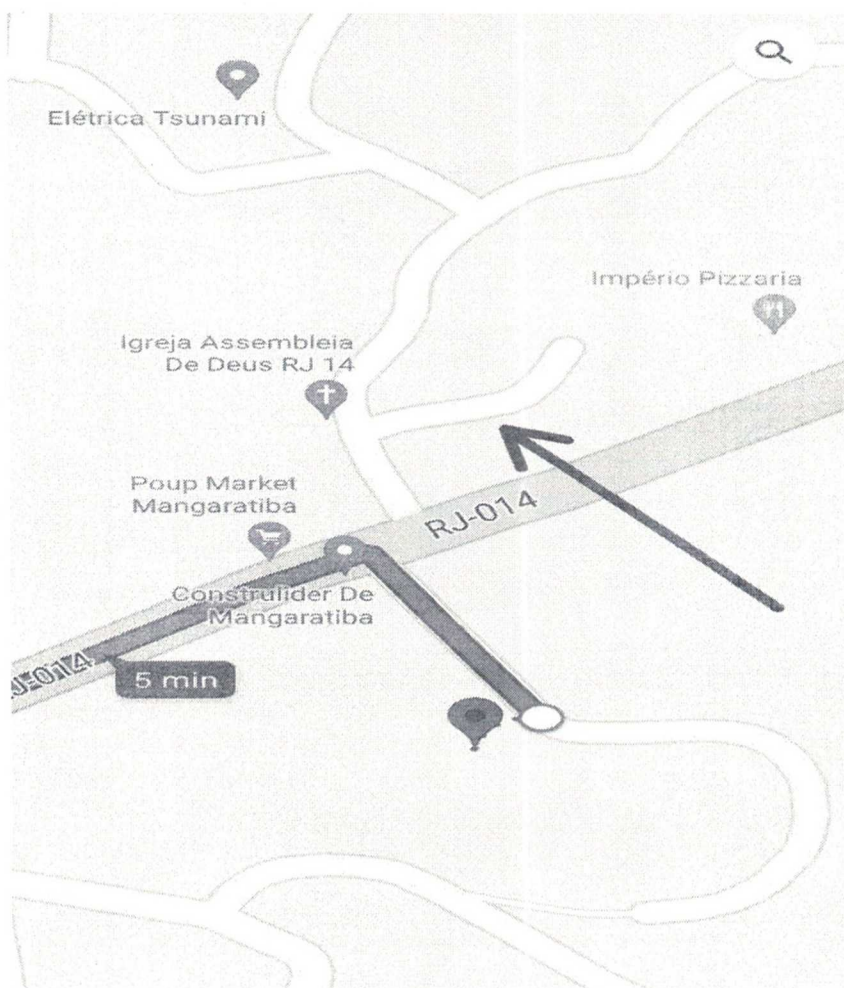 Elétrica Tsunami
Império Pizzaria
Igreja Assembleia
De Deus RJ 14
Poup Market
Mangaratiba
RJ-014
Construlider De
Mangaratiba
J-014
5 min